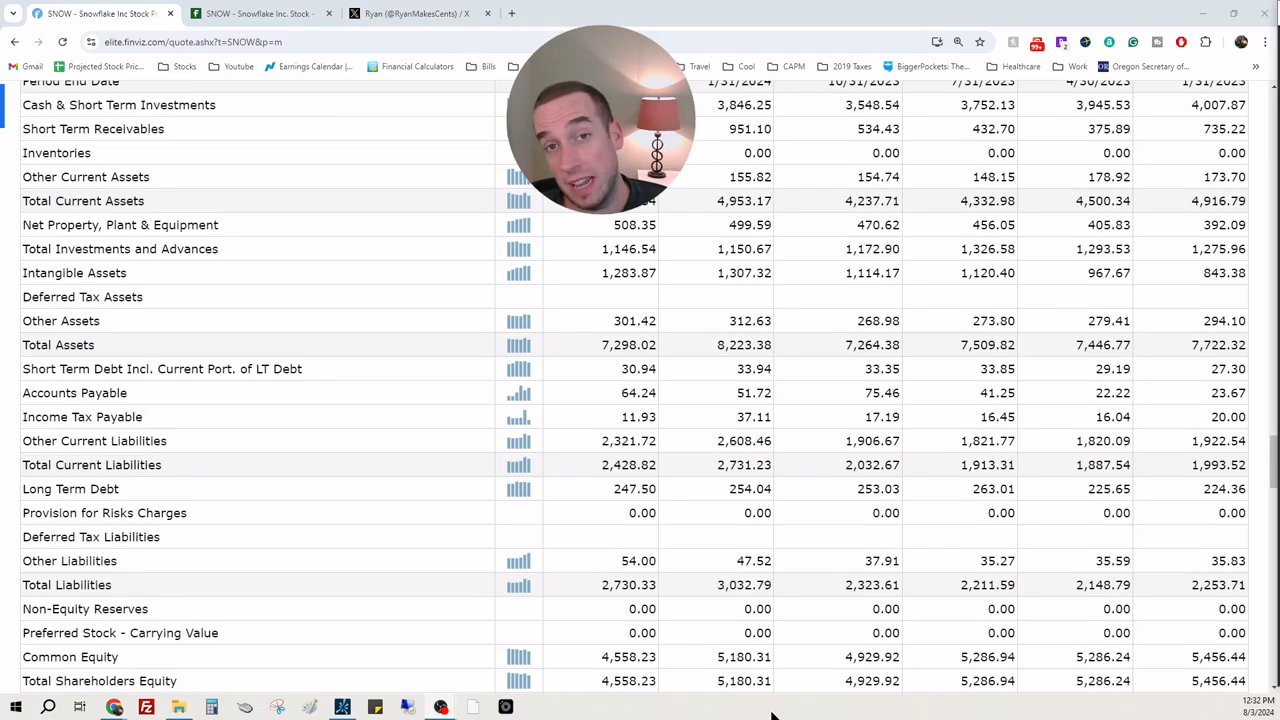 SNOW - Snowflake Inc Stock P
SNOW - Snowflake Inc. Stock -
Ryan (@RyanMakesCents) / X
elite.finviz.com/quote.ashx?t=SNOW&p=m
99+
2
Gmail
Projected Stock Pric...
Stocks
Youtube
Earnings Calendar |...
Financial Calculators
Bills
Travel
Cool
CAPM
2019 Taxes
BiggerPockets: The...
Healthcare
Work
Oregon Secretary of...
»
Period End Date 1/31/2024 10/31/2023 7/31/2023 4/30/2023 1/31/2023
Cash & Short Term Investments 3,846.25 3,548.54 3,752.13 3,945.53 4,007.87
Short Term Receivables 951.10 534.43 432.70 375.89 735.22
Inventories 0.00 0.00 0.00 0.00
Other Current Assets 155.82 154.74 148.15 178.92 173.70
Total Current Assets 4,953.17 4,237.71 4,332.98 4,500.34 4,916.79
Net Property, Plant & Equipment 508.35 499.59 470.62 456.05 405.83 392.09
Total Investments and Advances 1,146.54 1,150.67 1,172.90 1,326.58 1,293.53 1,275.96
Intangible Assets 1,283.87 1,307.32 1,114.17 1,120.40 967.67 843.38
Deferred Tax Assets
Other Assets 301.42 312.63 268.98 273.80 279.41 294.10
Total Assets 7,298.02 8,223.38 7,264.38 7,509.82 7,446.77 7,722.32
Short Term Debt Incl. Current Port. of LT Debt 30.94 33.94 33.35 33.85 29.19 27.30
Accounts Payable 64.24 51.72 75.46 41.25 22.22 23.67
Income Tax Payable 11.93 37.11 17.19 16.45 16.04 20.00
Other Current Liabilities 2,321.72 2,608.46 1,906.67 1,821.77 1,820.09 1,922.54
Total Current Liabilities 2,428.82 2,731.23 2,032.67 1,913.31 1,887.54 1,993.52
Long Term Debt 247.50 254.04 253.03 263.01 225.65 224.36
Provision for Risks Charges 0.00 0.00 0.00 0.00 0.00 0.00
Deferred Tax Liabilities
Other Liabilities 54.00 47.52 37.91 35.27 35.59 35.83
Total Liabilities 2,730.33 3,032.79 2,323.61 2,211.59 2,148.79 2,253.71
Non-Equity Reserves 0.00 0.00 0.00 0.00 0.00 0.00
Preferred Stock - Carrying Value 0.00 0.00 0.00 0.00 0.00 0.00
Common Equity 4,558.23 5,180.31 4,929.92 5,286.94 5,286.24 5,456.44
Total Shareholders Equity 4,558.23 5,180.31 4,929.92 5,286.94 5,286.24 5,456.44
12:32 PM
8/3/2024